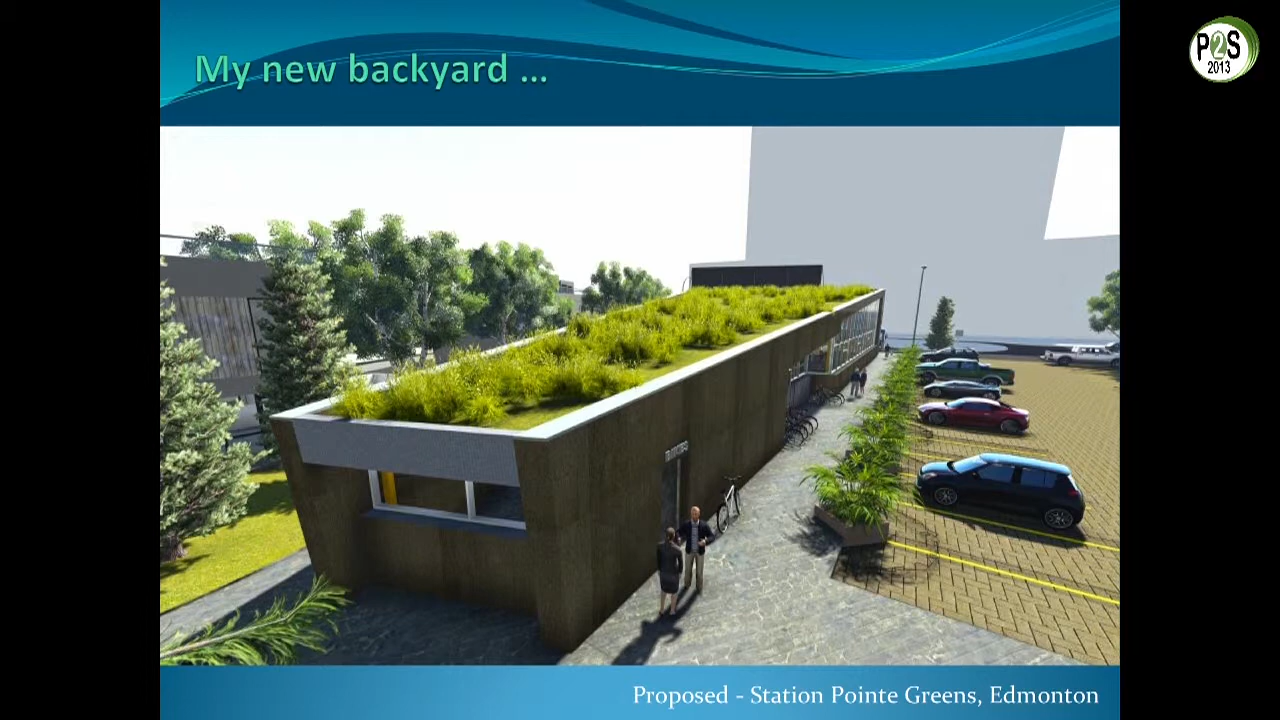 My new backyard ...
P2S
2013
Proposed - Station Pointe Greens, Edmonton